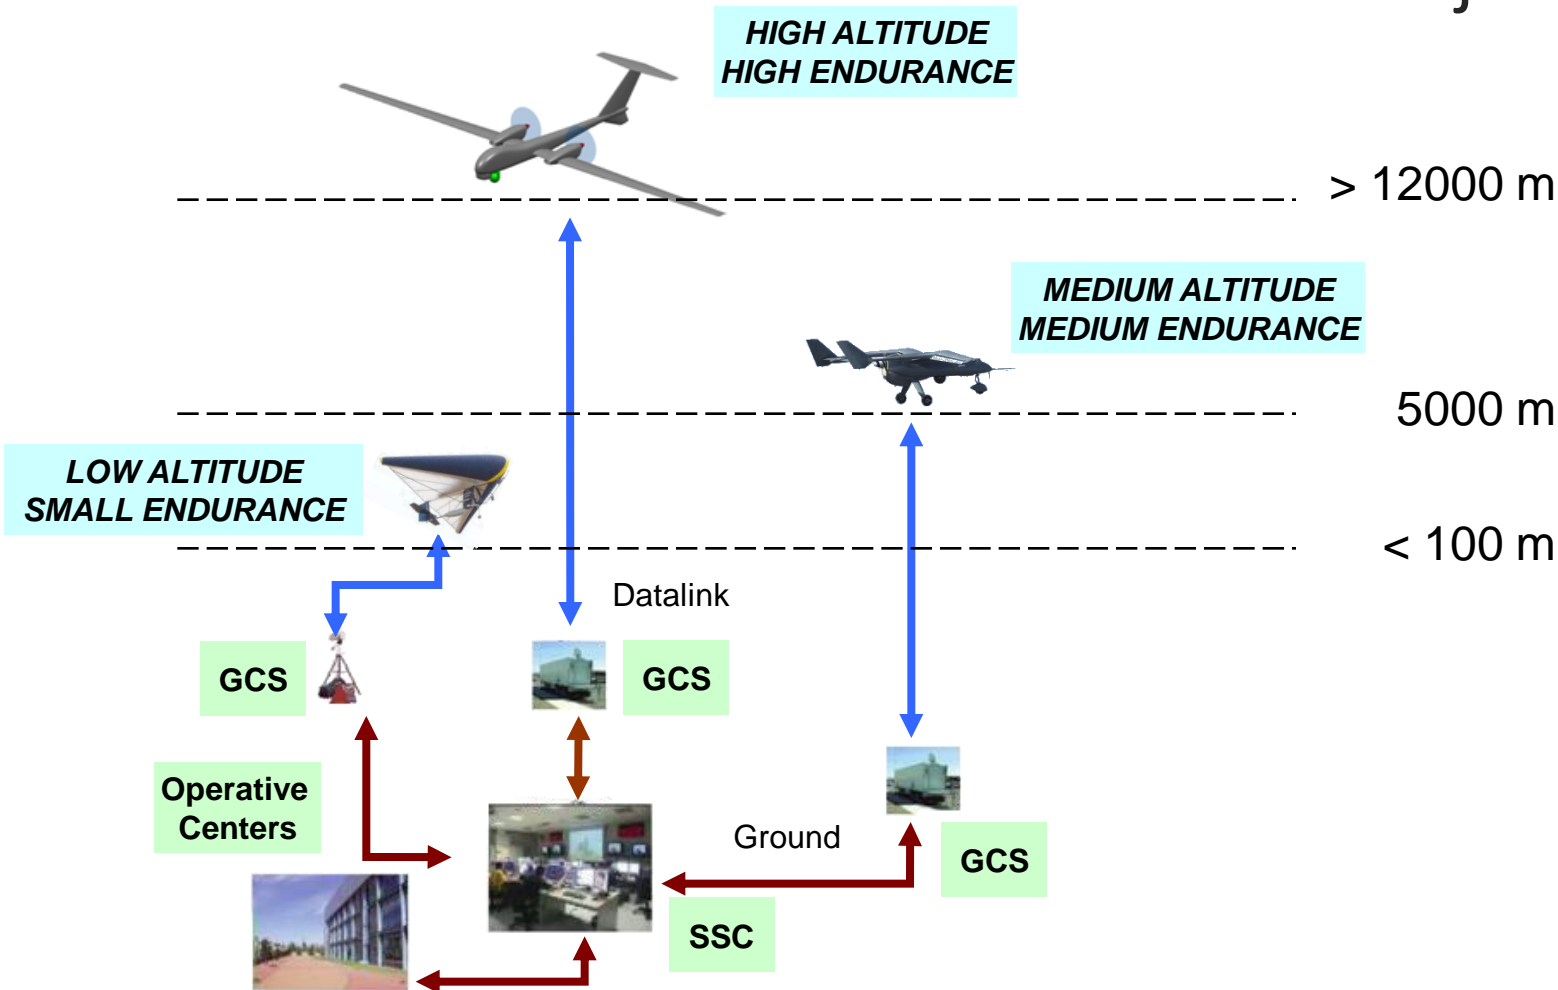 HIGH ALTITUDE
HIGH ENDURANCE
> 12000 m
MEDIUM ALTITUDE
MEDIUM ENDURANCE
5000 m
LOW ALTITUDE
SMALL ENDURANCE
< 100 m
Datalink
GCS
GCS
Operative
Centers
Ground
GCS
SSC